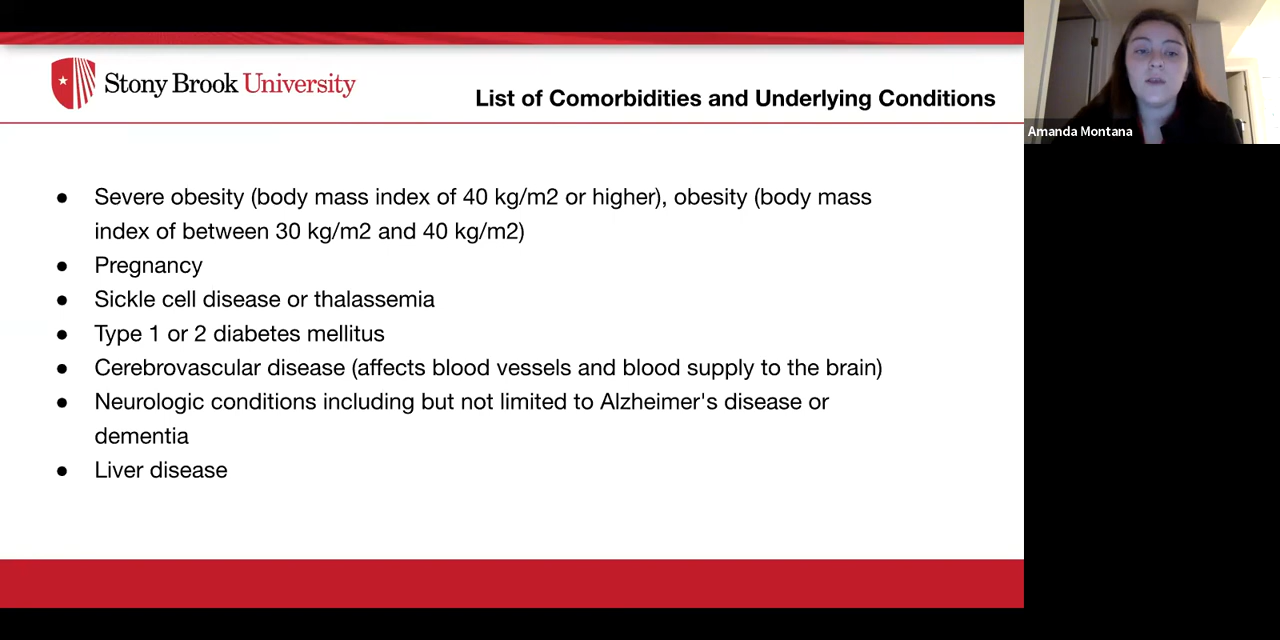 Stony Brook University
List of Comorbidities and Underlying Conditions
Amanda Montana
● Severe obesity (body mass index of 40 kg/m2 or higher), obesity (body mass
index of between 30 kg/m2 and 40 kg/m2)
● Pregnancy
● Sickle cell disease or thalassemia
● Type 1 or 2 diabetes mellitus
● Cerebrovascular disease (affects blood vessels and blood supply to the brain)
● Neurologic conditions including but not limited to Alzheimer's disease or
dementia
● Liver disease